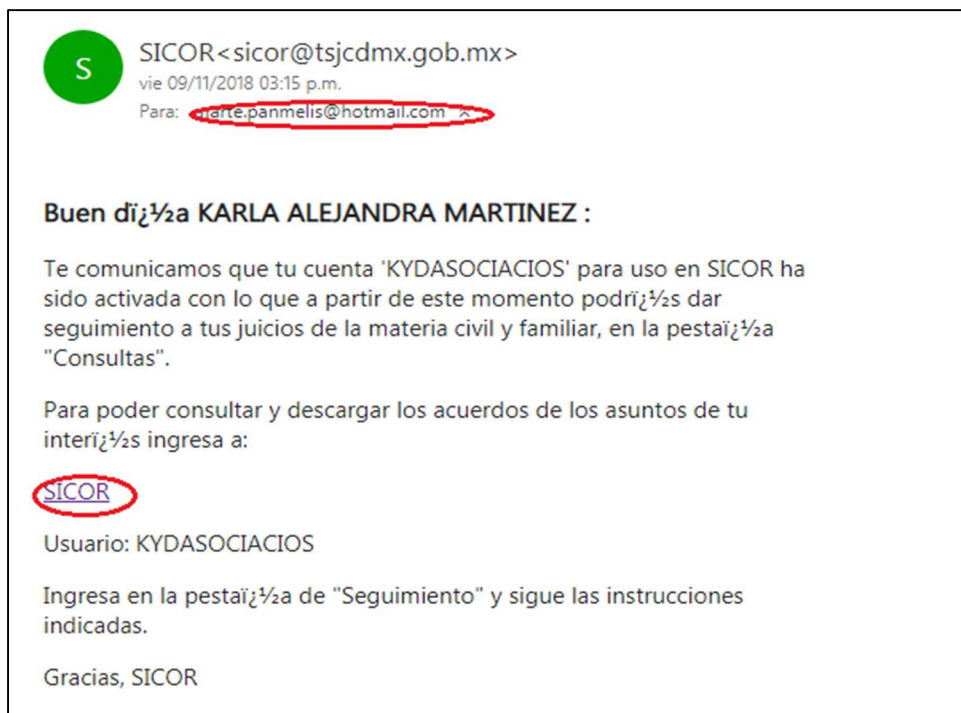 S
SICOR<sicor@tsjcdmx.gob.mx>
vie 09/11/2018 03:15 p.m.
Para:
Buen dï¿½a KARLA ALEJANDRA MARTINEZ :
Te comunicamos que tu cuenta 'KYDASOCIACIOS' para uso en SICOR ha
sido activada con lo que a partir de este momento podrï¿½s dar
seguimiento a tus juicios de la materia civil y familiar, en la pestaï¿½a
"Consultas".
Para poder consultar y descargar los acuerdos de los asuntos de tu
interï¿½s ingresa a:
SICOR
Usuario: KYDASOCIACIOS
Ingresa en la pestaï¿½a de "Seguimiento" y sigue las instrucciones
indicadas.
Gracias, SICOR